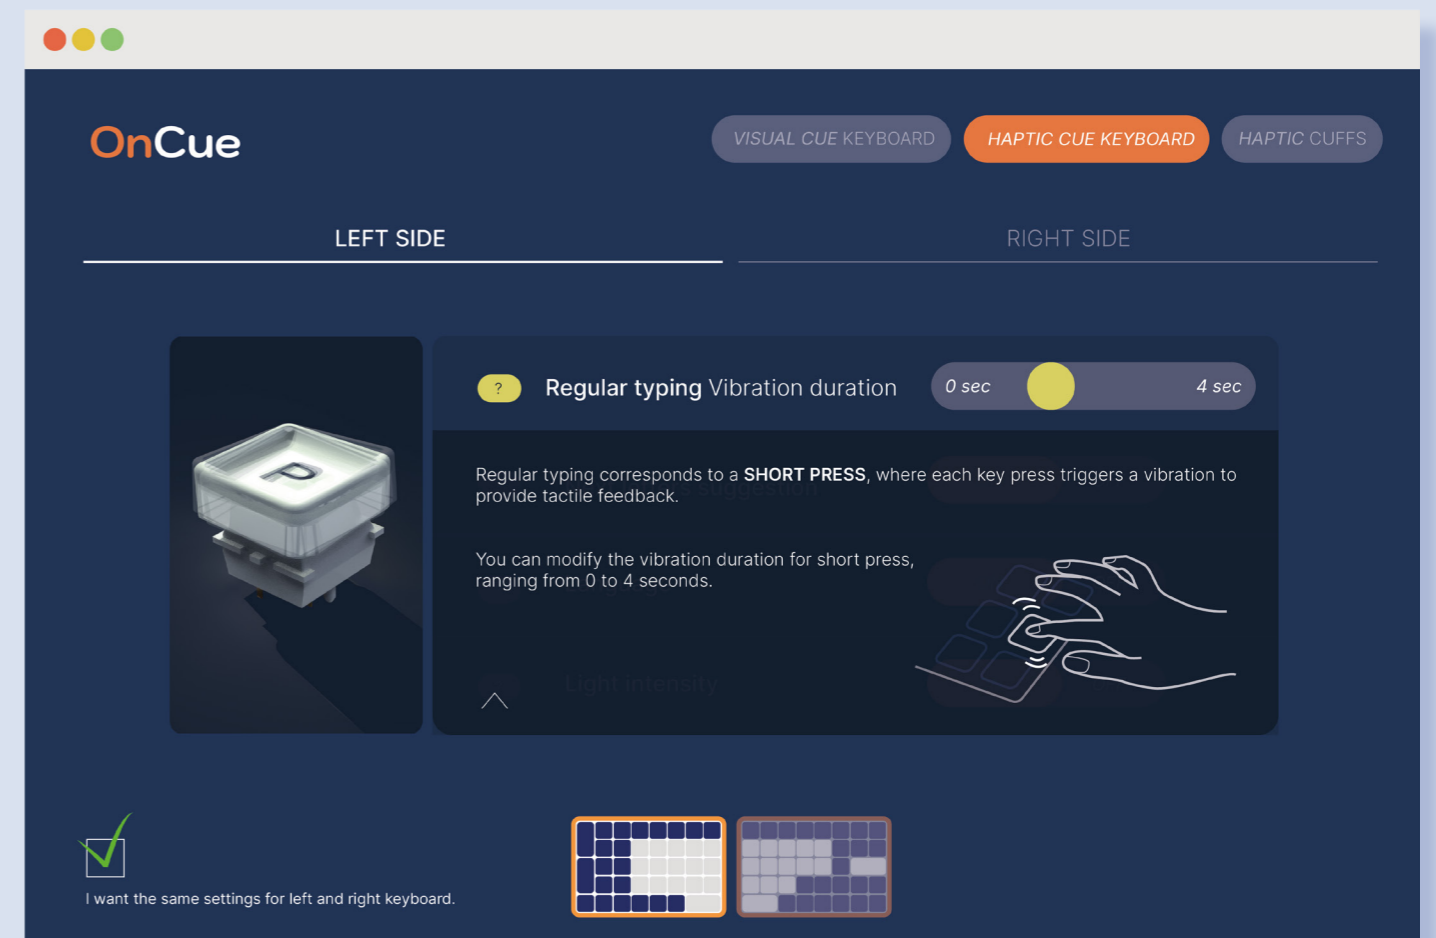 OnCue
VISUAL CUE KEYBOARD
HAPTIC CUE KEYBOARD
HAPTIC CUFFS
LEFT SIDE
RIGHT SIDE
P
?
Regular typing Vibration duration
0 sec
4 sec
Regular typing corresponds to a SHORT PRESS, where each key press triggers a vibration to
provide tactile feedback.
suggestion
You can modify the vibration duration for short press,
ranging from 0 to 4 seconds.
Light intensity
I want the same settings for left and right keyboard.